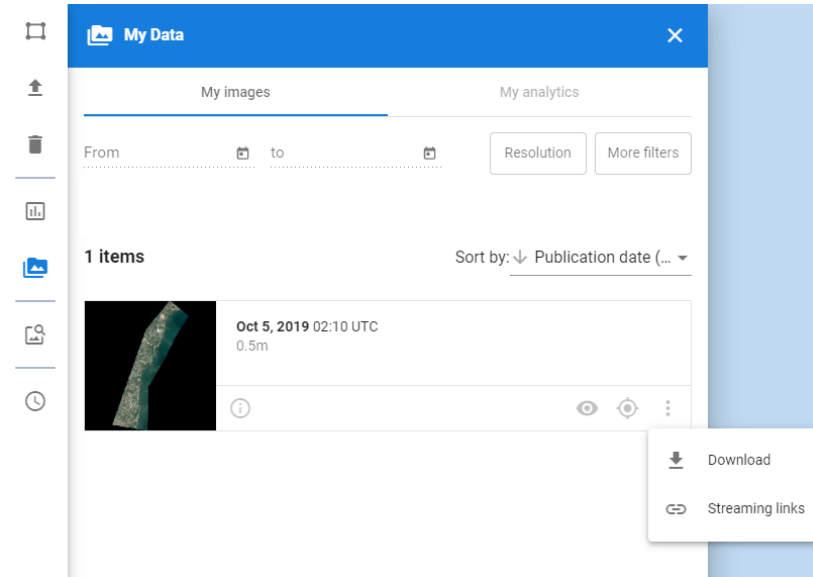 My Data
My images
My analytics
From
to
Resolution
More filters
1 items
Sort by:
Publication date (...
Oct 5, 2019 02:10 UTC
0.5m
Download
Streaming links